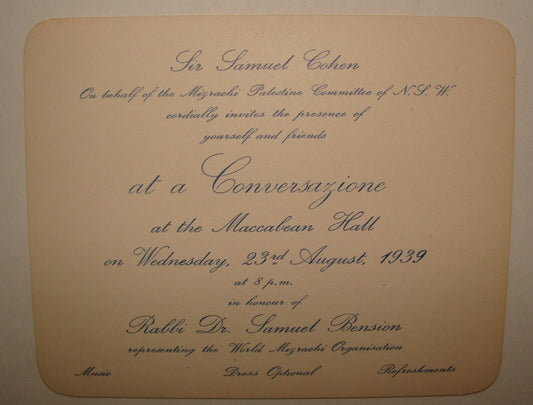 Sir Samuel Cohen
On behalf of the Mizrachi Palestine Committee of N.S.W.
cordially invites the presence of
yourself and friends
at a Conversazione
at the Maccabean Hall
on Wednesday, 23rd August, 1939
at 8 p.m.
in honour of
Rabbi Dr. Samuel Bension
representing the World Mizrachi Organisation
Music Dress Optional Refreshments